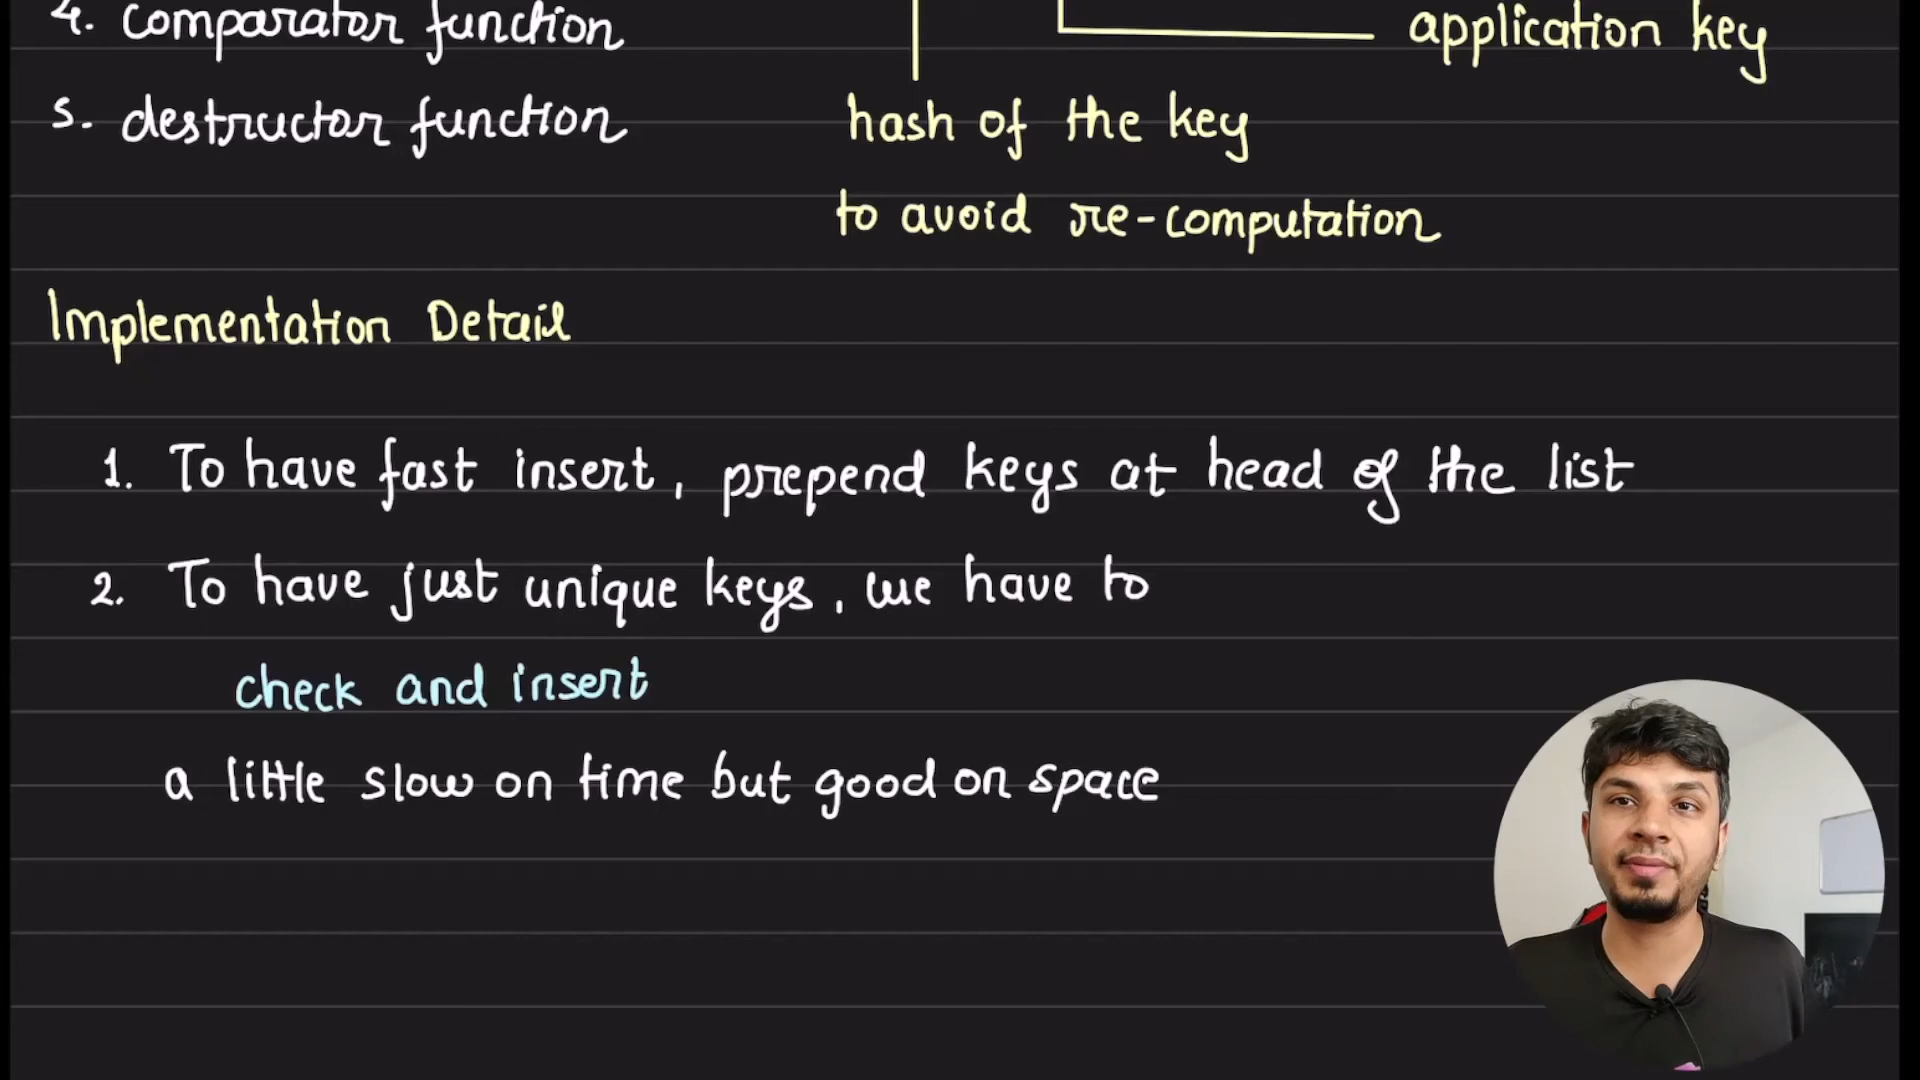 4. comparator function
application key
5. destructor function
hash of the key
to avoid re-computation
Implementation Detail
1. To have fast insert, prepend keys at head of the list
2. To have just unique keys, we have to
check and insert
a little slow on time but good on space